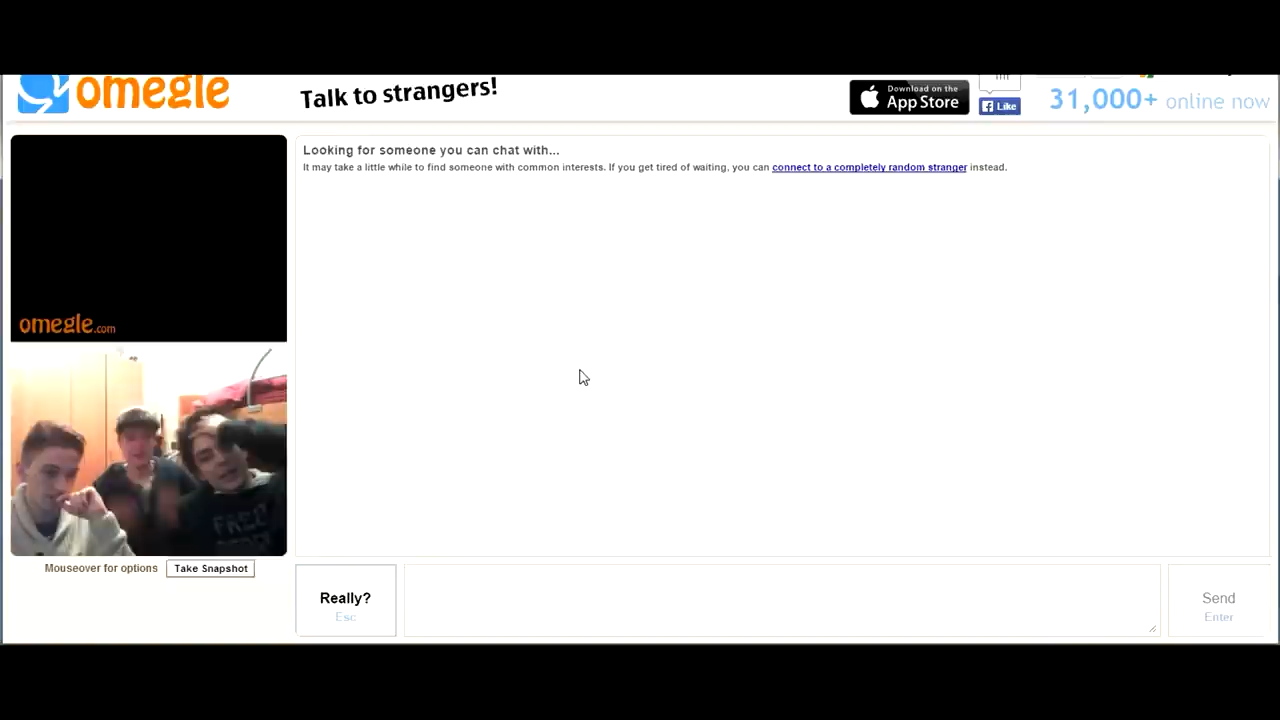 omegle
Talk to strangers!
Download on the
App Store
Like
31,000+ online now
Looking for someone you can chat with...
It may take a little while to find someone with common interests. If you get tired of waiting, you can connect to a completely random stranger instead.
omegle.com
FREE
Mouseover for options
Take Snapshot
Really?
Esc
Send
Enter